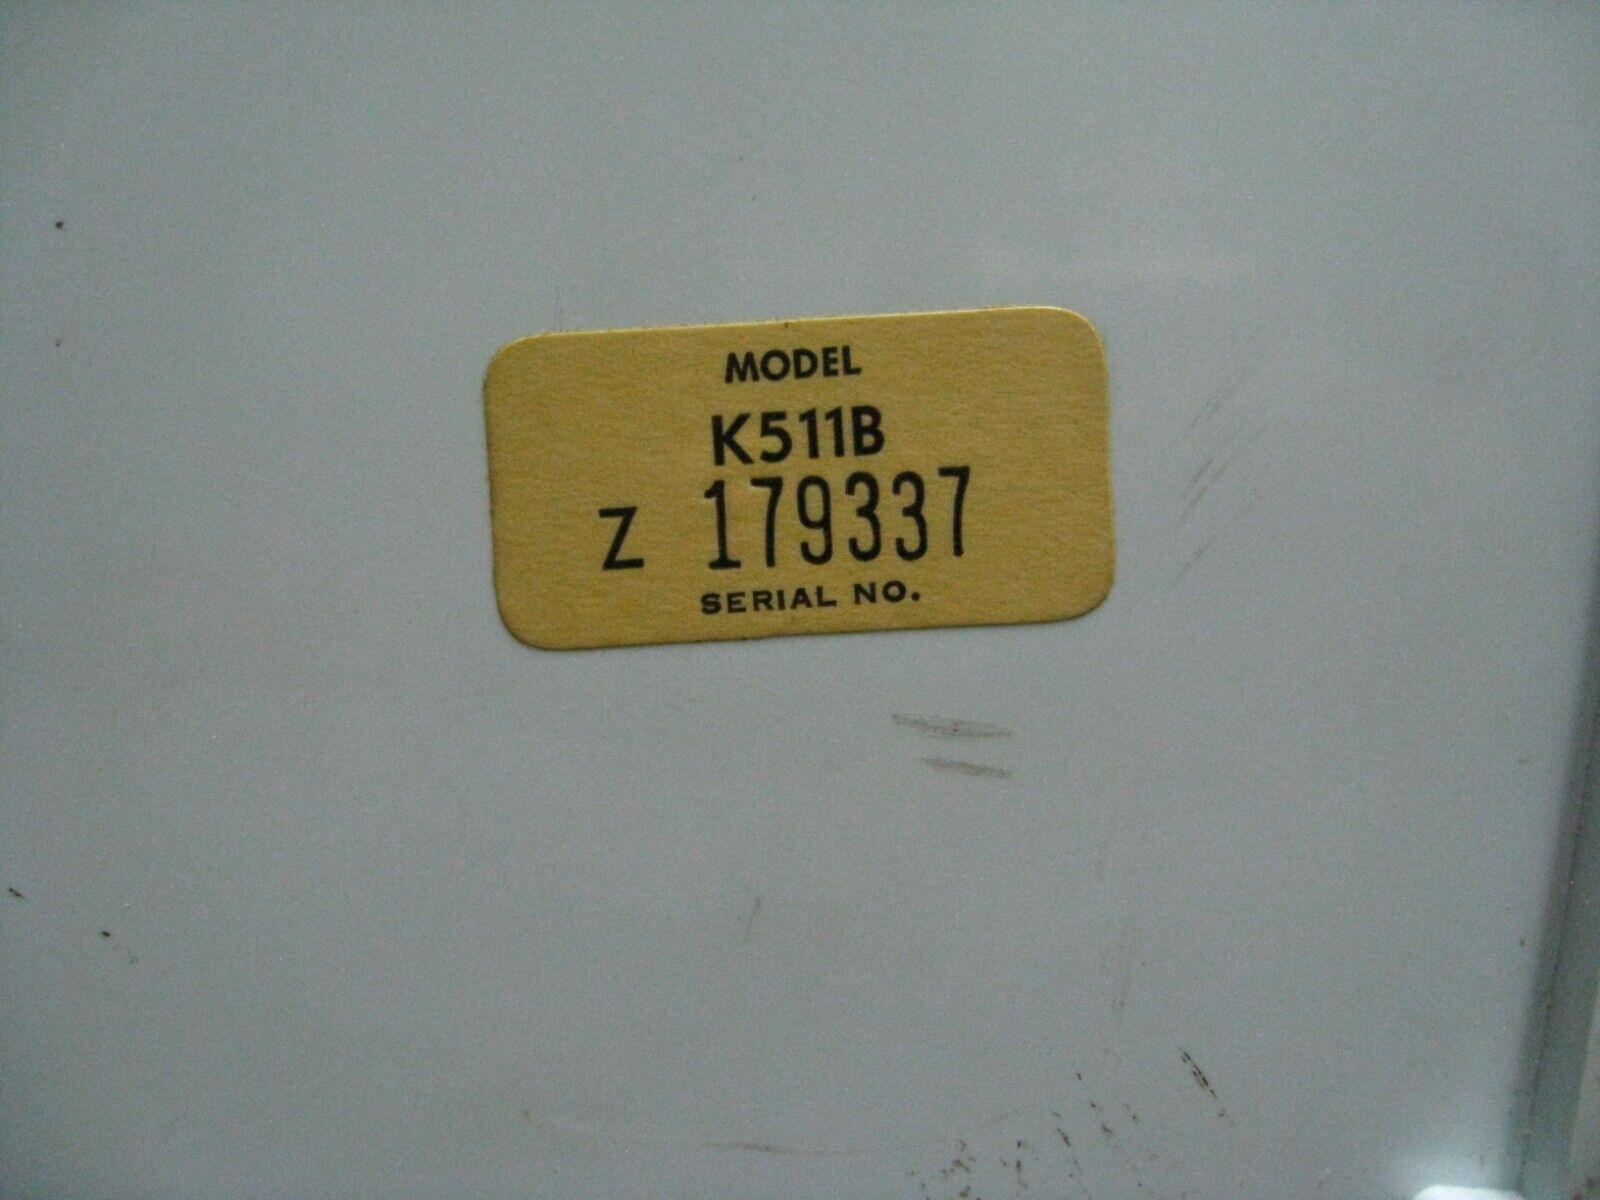 MODEL
K511B
Z 179337
SERIAL NO.